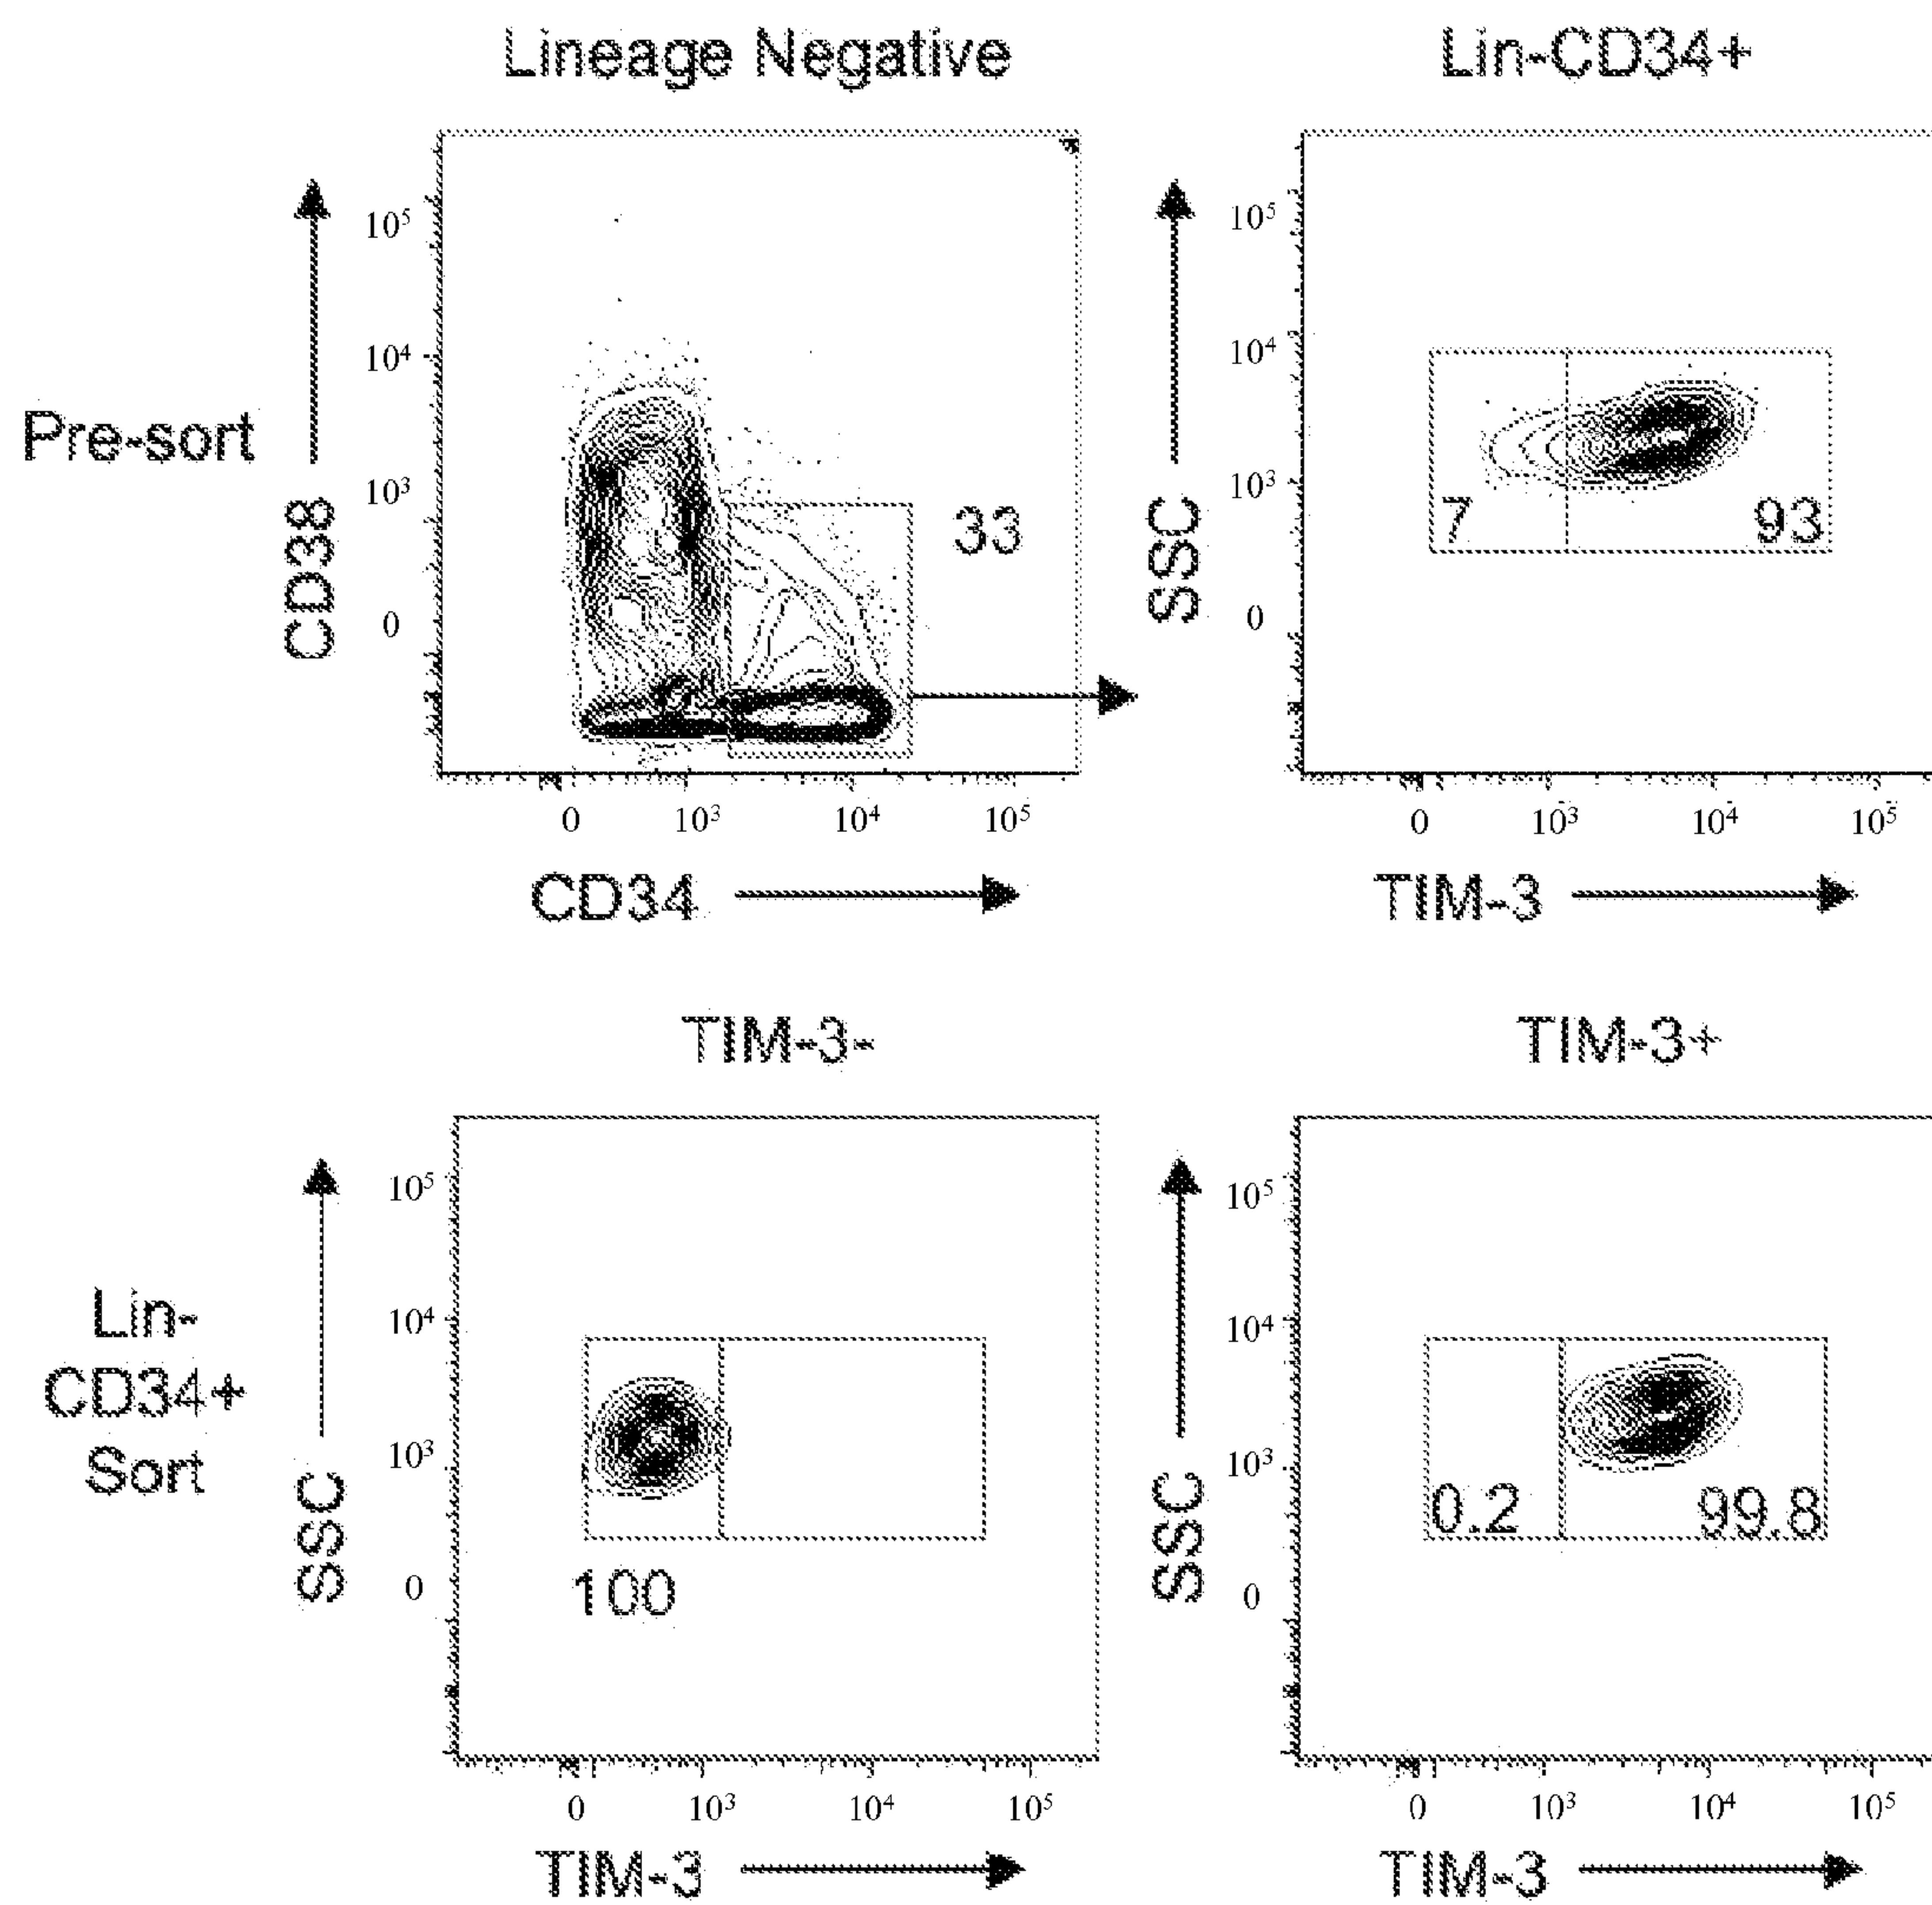 Lineage Negative
Lin-CD34+
Pre-sort
CD38
10⁵
10⁴
10³
0
33
0
10³
10⁴
10⁵
CD34
SSC
10⁵
10⁴
10³
0
7
93
0
10³
10⁴
10⁵
TIM-3
TIM-3-
TIM-3+
Lin-
CD34+
Sort
SSC
10⁵
10⁴
10³
0
100
0
10³
10⁴
10⁵
TIM-3
SSC
10⁵
10⁴
10³
0
0.2
99.8
0
10³
10⁴
10⁵
TIM-3